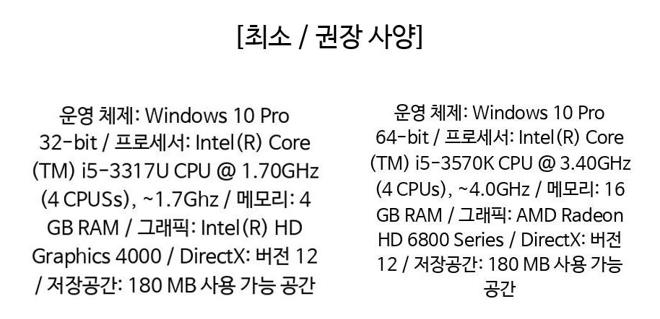 [최소 / 권장 사양]
운영 체제: Windows 10 Pro
32-bit / 프로세서: Intel(R) Core
(TM) i5-3317U CPU @ 1.70GHz
(4 CPUSs), ~1.7Ghz / 메모리: 4
GB RAM / 그래픽: Intel(R) HD
Graphics 4000 / DirectX: 버전 12
/ 저장공간: 180 MB 사용 가능 공간
운영 체제: Windows 10 Pro
64-bit / 프로세서: Intel(R) Core
(TM) i5-3570K CPU @ 3.40GHz
(4 CPUs), ~4.0GHz / 메모리: 16
GB RAM / 그래픽: AMD Radeon
HD 6800 Series / DirectX: 버전
12 / 저장공간: 180 MB 사용 가능
공간